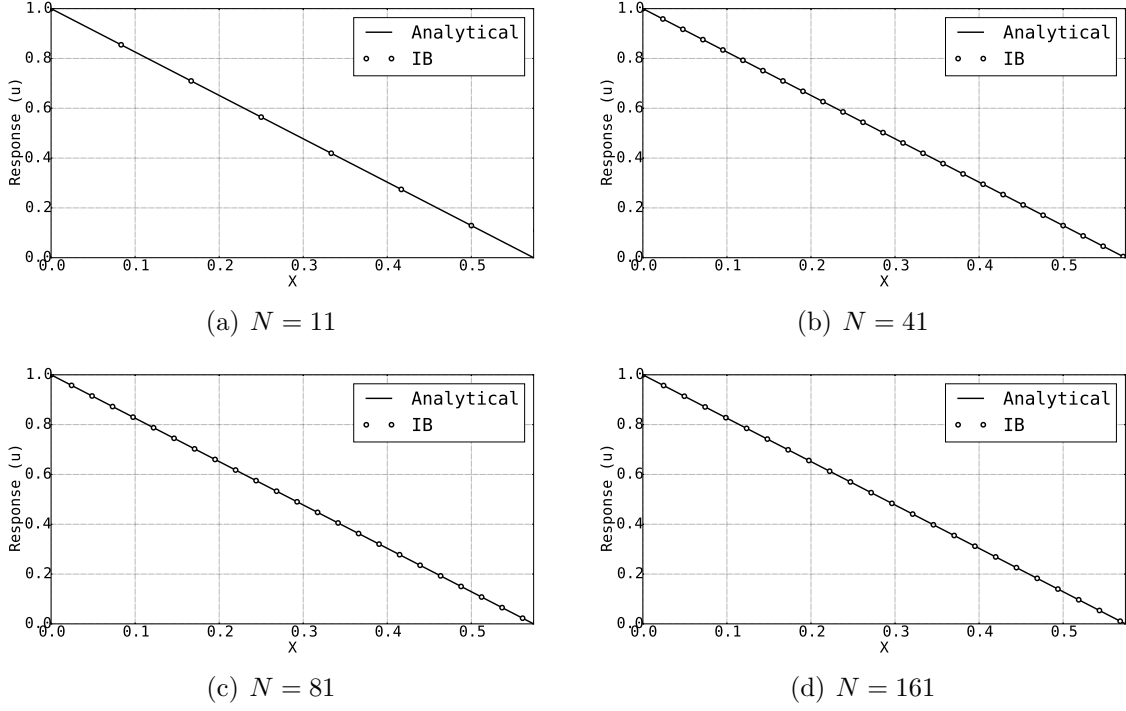 1.0
0.8
0.6
0.4
0.2
0.0
Response (u)
0.0 0.1 0.2 0.3 0.4 0.5
X
Analytical
IB
(a) N = 11
1.0
0.8
0.6
0.4
0.2
0.0
Response (u)
0.0 0.1 0.2 0.3 0.4 0.5
X
Analytical
IB
(b) N = 41
1.0
0.8
0.6
0.4
0.2
0.0
Response (u)
0.0 0.1 0.2 0.3 0.4 0.5
X
Analytical
IB
(c) N = 81
1.0
0.8
0.6
0.4
0.2
0.0
Response (u)
0.0 0.1 0.2 0.3 0.4 0.5
X
Analytical
IB
(d) N = 161